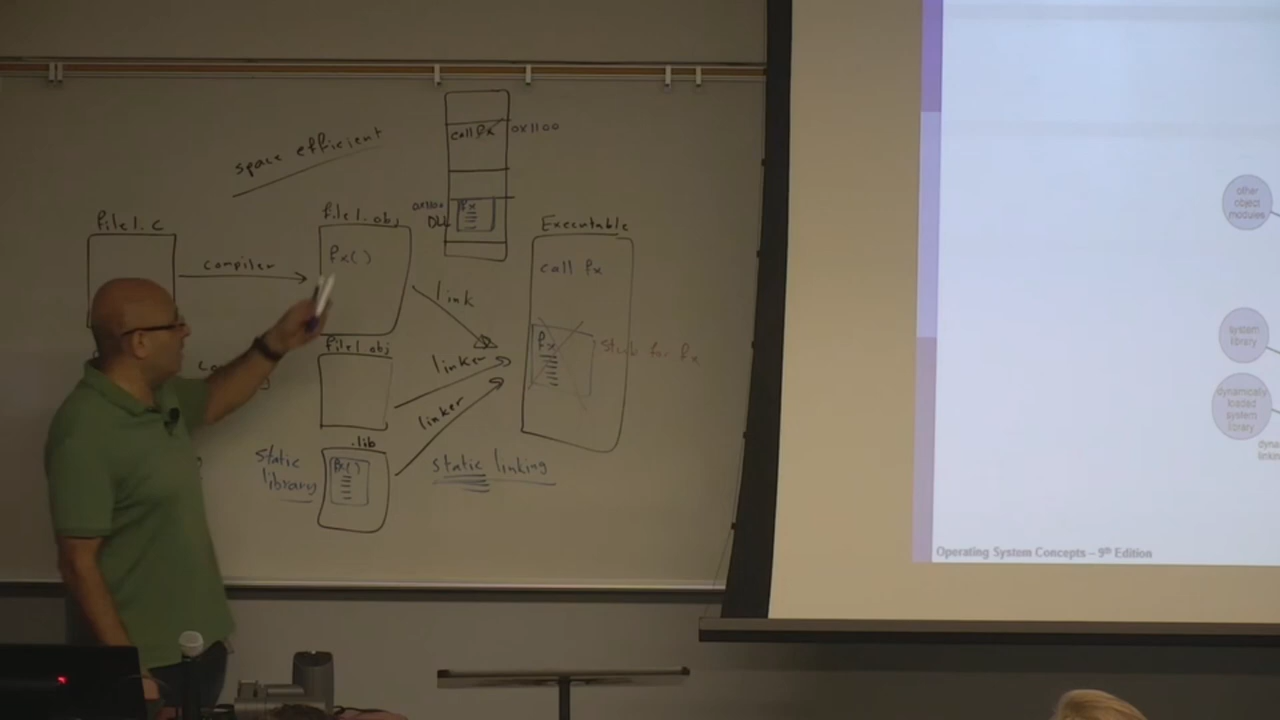 space efficient
call fx 0x1100
fx
DLL
file1.c
compiler
file1.obj
fx()
link
Executable
call fx
fx
stub for fx
file1.obj
linker
linker
.lib
static
library
fx()
static linking
other
object
modules
system
library
dynamically
loaded
system
library
Operating System Concepts – 9th Edition